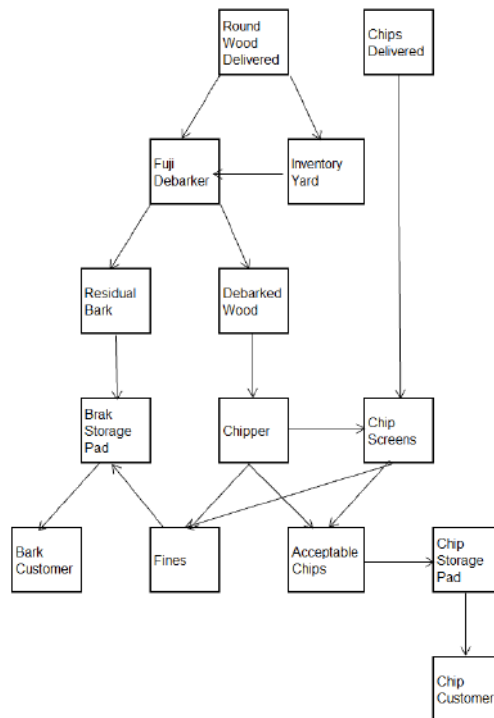 Round
Wood
Delivered
Chips
Delivered
Fuji
Debarker
Inventory
Yard
Residual
Bark
Debarked
Wood
Brak
Storage
Pad
Chipper
Chip
Screens
Bark
Customer
Fines
Acceptable
Chips
Chip
Storage
Pad
Chip
Customer